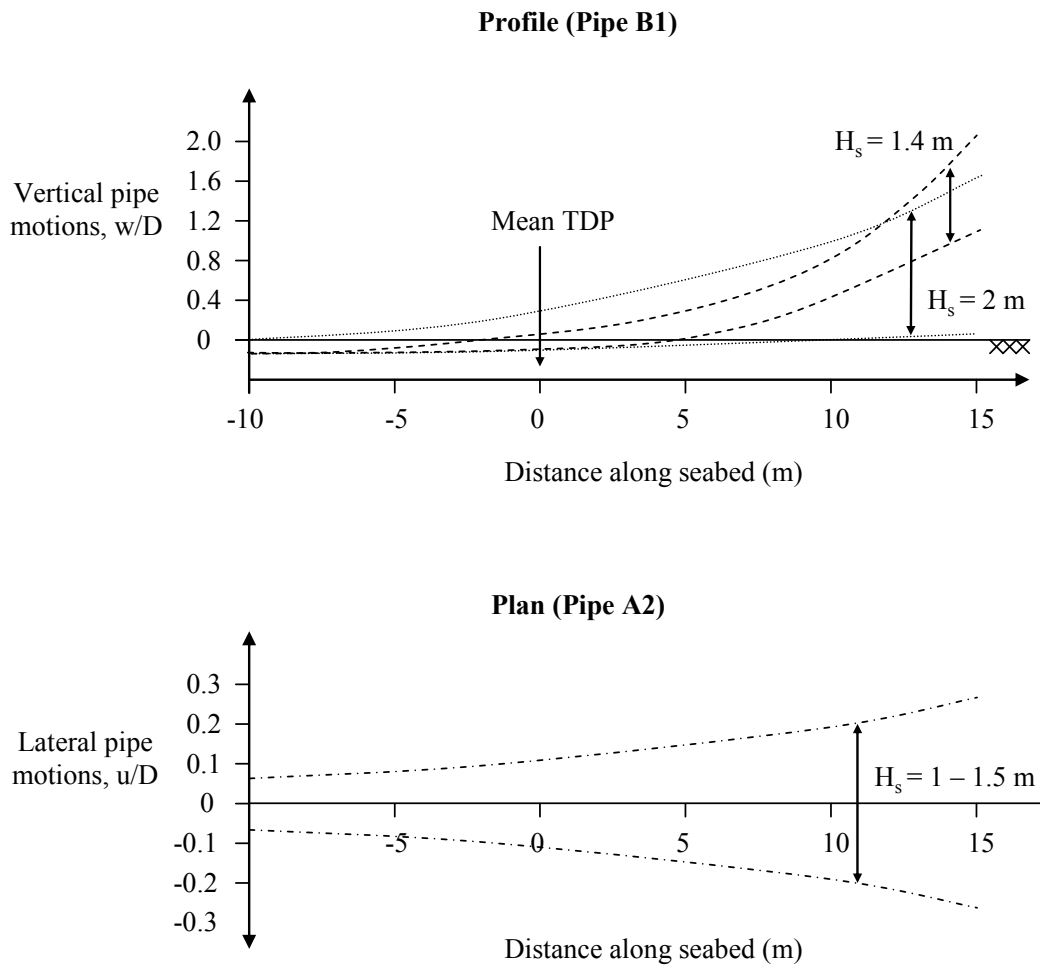 Profile (Pipe B1)
Vertical pipe
motions, w/D
2.0
1.6
1.2
0.8
0.4
0
Mean TDP
Hs = 1.4 m
Hs = 2 m
-10 -5 0 5 10 15
Distance along seabed (m)
Plan (Pipe A2)
Lateral pipe
motions, u/D
0.3
0.2
0.1
0
-0.1
-0.2
-0.3
Hs = 1 – 1.5 m
-5 0 5 10 15
Distance along seabed (m)